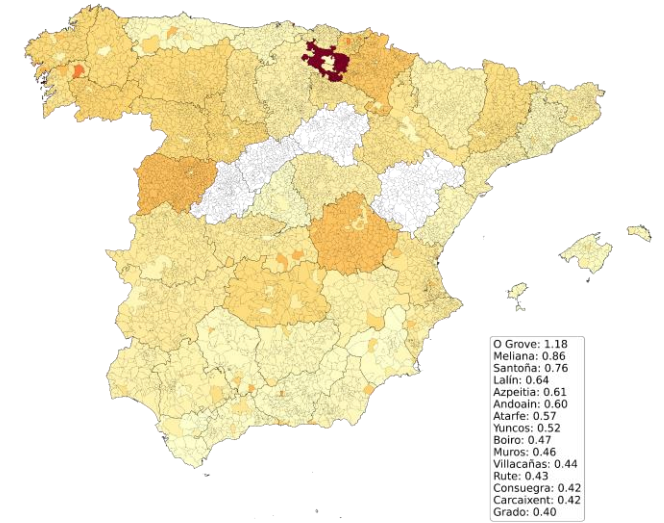 O Grove: 1.18
Meliana: 0.86
Santoña: 0.76
Lalín: 0.64
Azpeitia: 0.61
Andoain: 0.60
Atarfe: 0.57
Yuncos: 0.52
Boiro: 0.47
Muros: 0.46
Villacañas: 0.44
Rute: 0.43
Consuegra: 0.42
Carcaixent: 0.42
Grado: 0.40